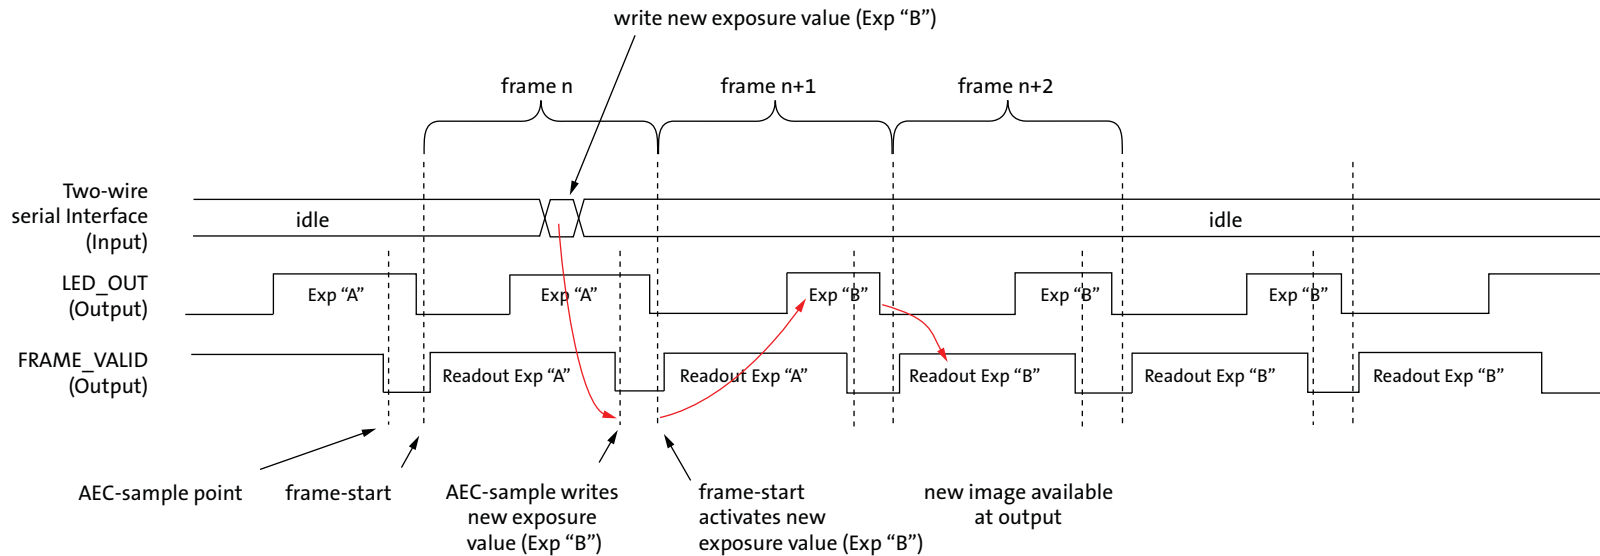 write new exposure value (Exp “B”)
frame n
frame n+1
frame n+2
Two-wire
serial Interface
(Input)
idle
idle
LED_OUT
(Output)
Exp “A”
Exp “A”
Exp “B”
Exp “B”
Exp “B”
FRAME_VALID
(Output)
Readout Exp “A”
Readout Exp “A”
Readout Exp “B”
Readout Exp “B”
Readout Exp “B”
AEC-sample point
frame-start
AEC-sample writes
new exposure
value (Exp “B”)
frame-start
activates new
exposure value (Exp “B”)
new image available
at output